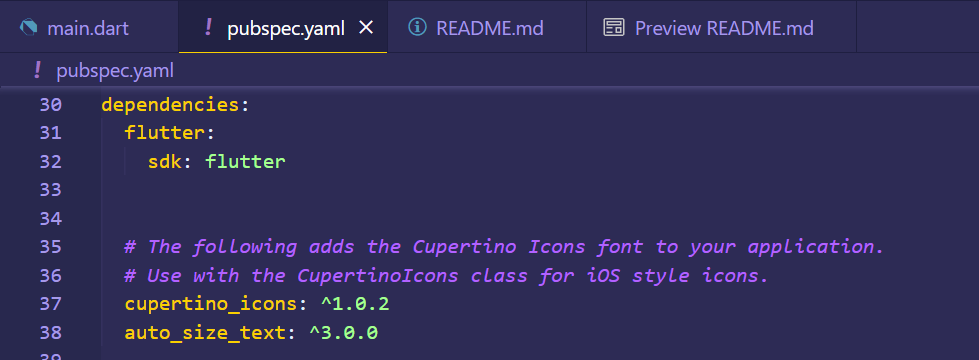 main.dart ! pubspec.yaml × README.md Preview README.md
! pubspec.yaml
30 dependencies:
31 flutter:
32 sdk: flutter
33
34
35 # The following adds the Cupertino Icons font to your application.
36 # Use with the CupertinoIcons class for iOS style icons.
37 cupertino_icons: ^1.0.2
38 auto_size_text: ^3.0.0
39